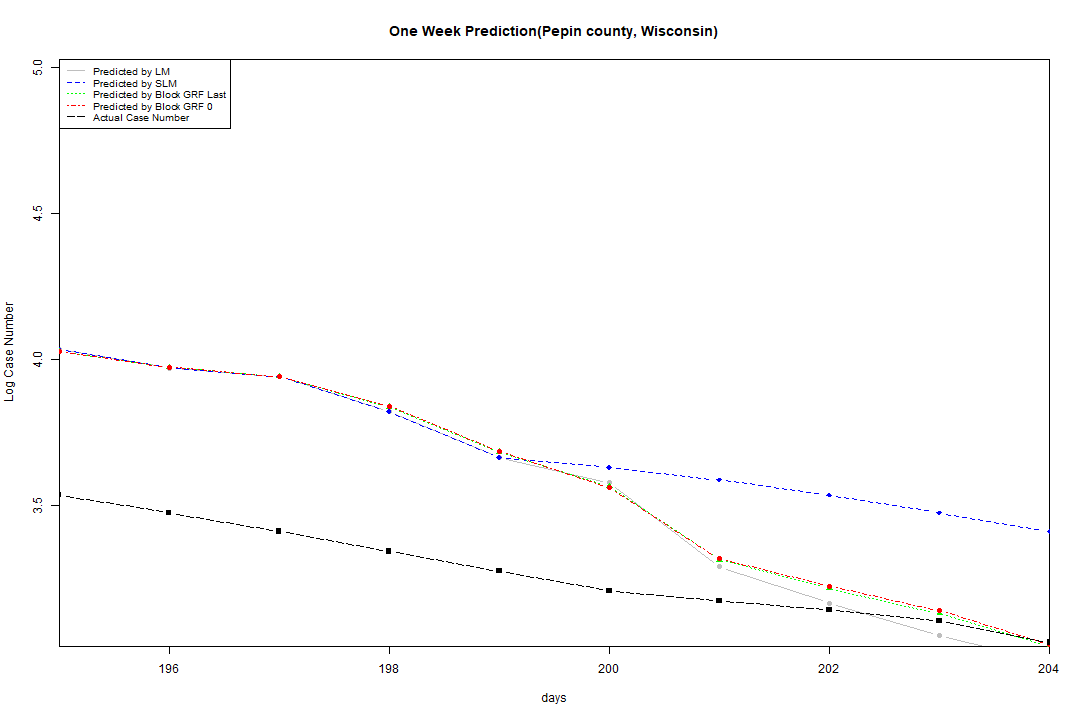 One Week Prediction(Pepin county, Wisconsin)
5.0
Predicted by LM
Predicted by SLM
Predicted by Block GRF Last
Predicted by Block GRF 0
Actual Case Number
4.5
4.0
3.5
Log Case Number
196
198
200
202
204
days